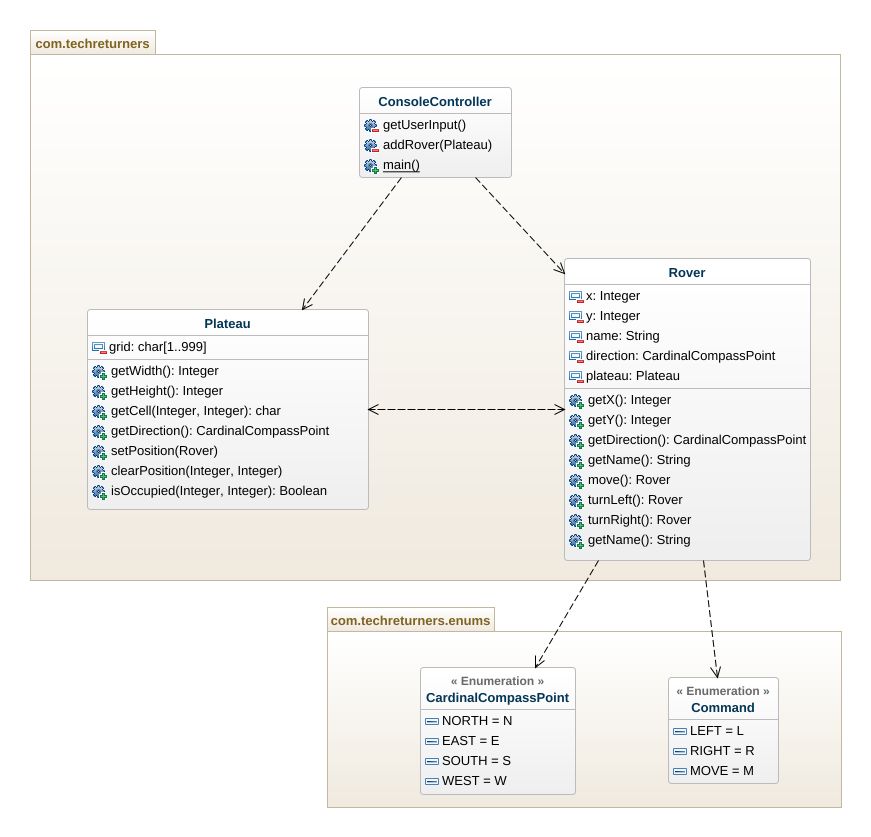 com.techreturners
ConsoleController
getUserInput()
addRover(Plateau)
main()
Plateau
grid: char[1..999]
getWidth(): Integer
getHeight(): Integer
getCell(Integer, Integer): char
getDirection(): CardinalCompassPoint
setPosition(Rover)
clearPosition(Integer, Integer)
isOccupied(Integer, Integer): Boolean
Rover
x: Integer
y: Integer
name: String
direction: CardinalCompassPoint
plateau: Plateau
getX(): Integer
getY(): Integer
getDirection(): CardinalCompassPoint
getName(): String
move(): Rover
turnLeft(): Rover
turnRight(): Rover
getName(): String
com.techreturners.enums
« Enumeration »
CardinalCompassPoint
NORTH = N
EAST = E
SOUTH = S
WEST = W
« Enumeration »
Command
LEFT = L
RIGHT = R
MOVE = M